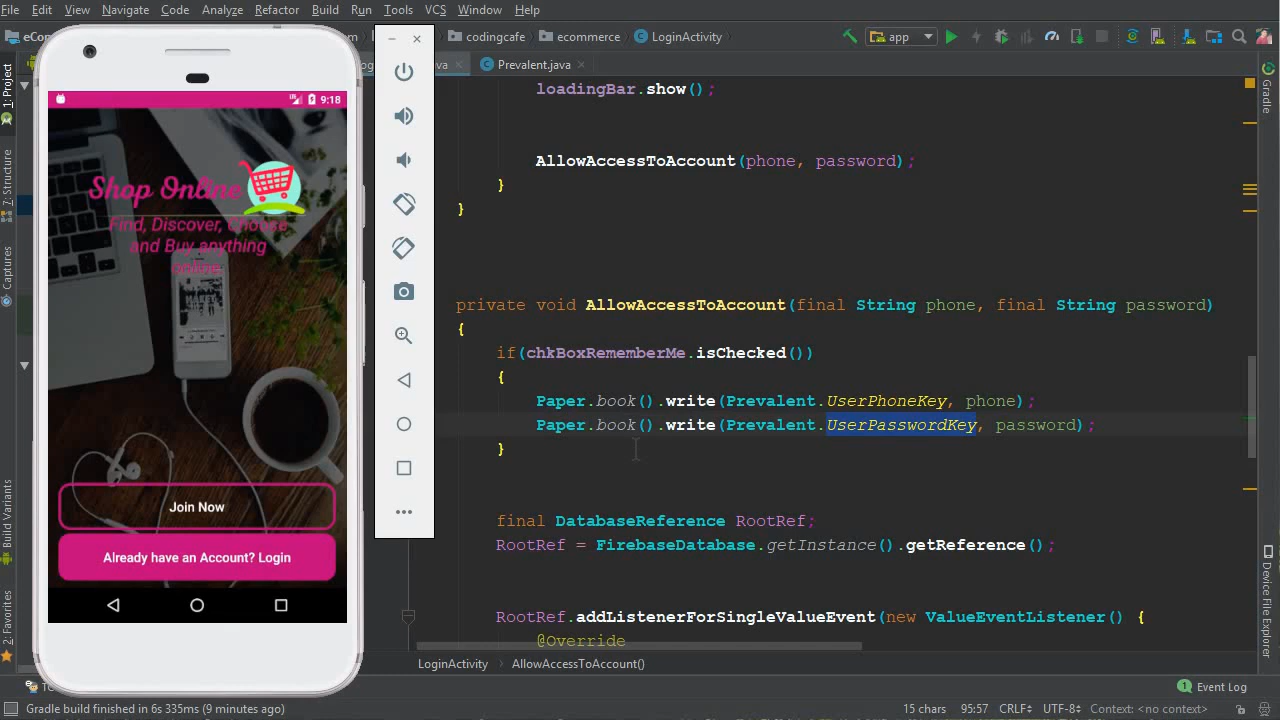 File Edit View Navigate Code Analyze Refactor Build Run Tools VCS Window Help
codingcafe ecommerce LoginActivity app
Prevalent.java
1: Project
7: Structure
Captures
Build Variants
2: Favorites
9:18
Shop Online
Find, Discover, Choose
and Buy anything
online
Join Now
Already have an Account? Login
loadingBar.show();
AllowAccessToAccount(phone, password);
}
}
private void AllowAccessToAccount(final String phone, final String password)
{
if(chkBoxRememberMe.isChecked())
{
Paper.book().write(Prevalent.UserPhoneKey, phone);
Paper.book().write(Prevalent.UserPasswordKey, password);
}
final DatabaseReference RootRef;
RootRef = FirebaseDatabase.getInstance().getReference();
RootRef.addListenerForSingleValueEvent(new ValueEventListener() {
@Override
Gradle
Device File Explorer
LoginActivity › AllowAccessToAccount()
Event Log
Gradle build finished in 6s 335ms (9 minutes ago) 15 chars 95:57 CRLF UTF-8 Context: <no context>